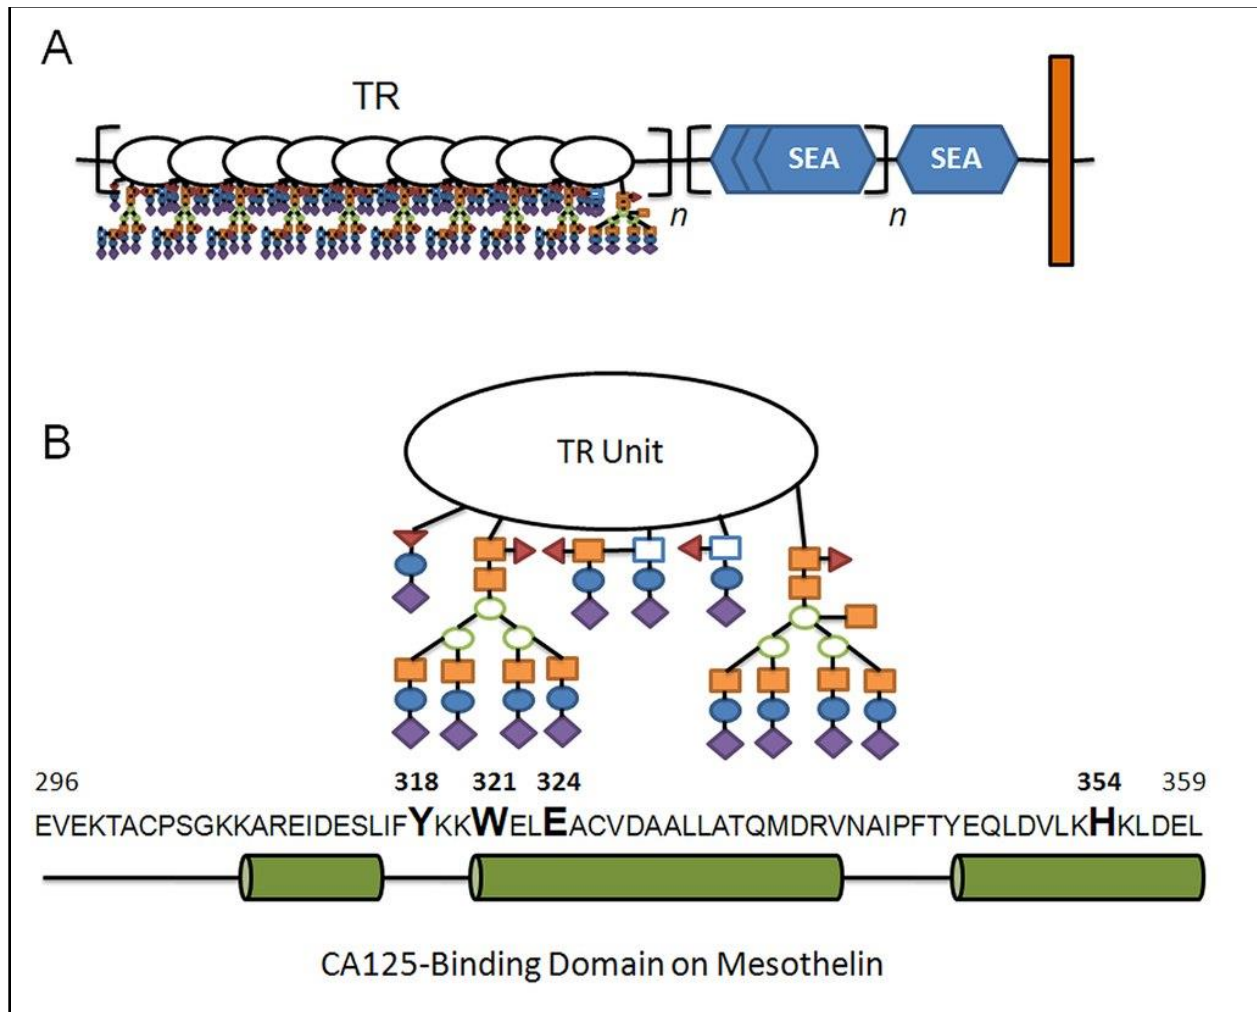 A
TR
SEA
SEA
n
n
B
TR Unit
296 318 321 324 354 359
EVEKTACPSGKKAREIDESLIFYKKWELEACVDAALLATQMDRVNAIPFTYEQLDVLKHKLDEL
CA125-Binding Domain on Mesothelin